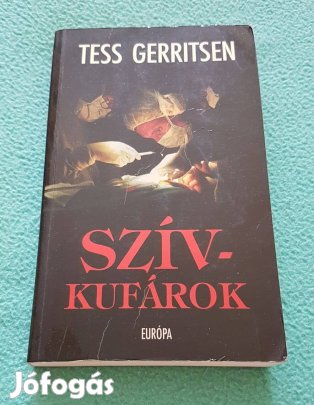 TESS GERRITSEN
SZÍV-
KUFÁROK
EURÓPA
Jófogás